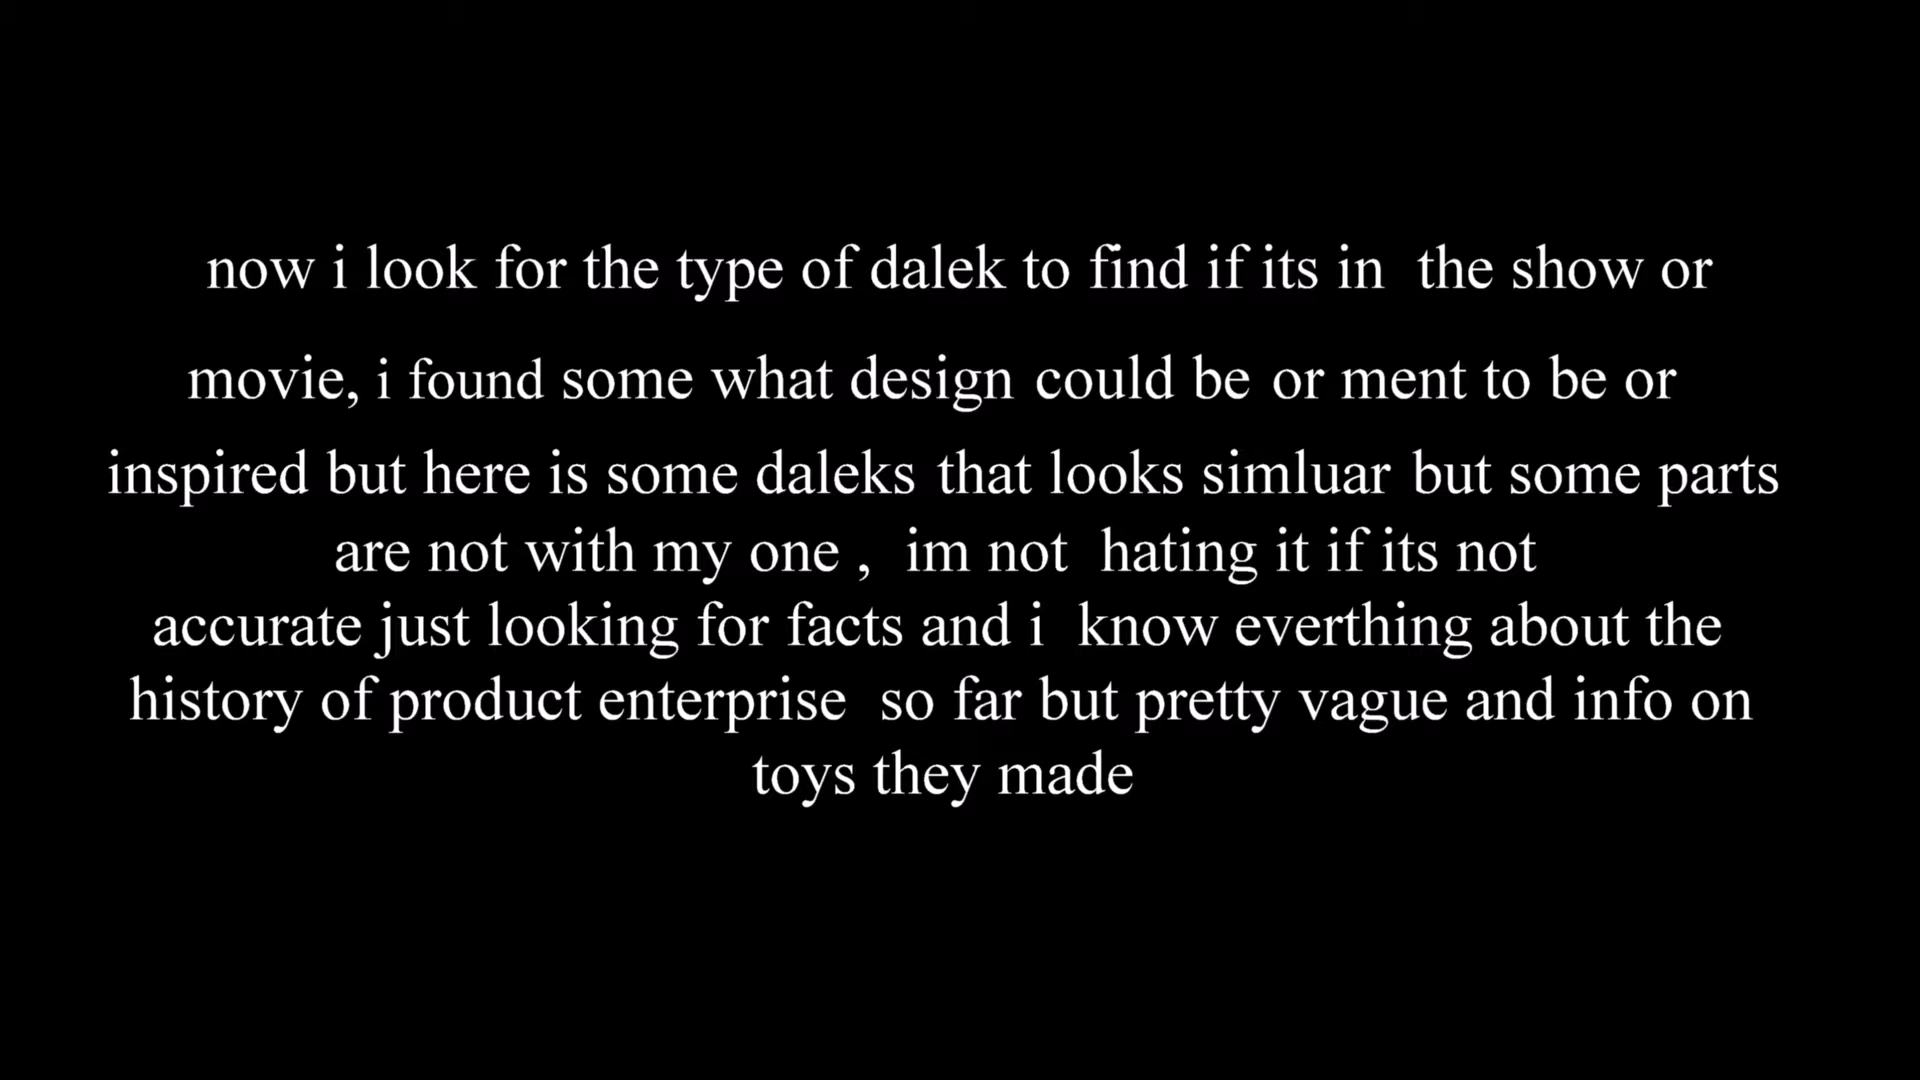 now i look for the type of dalek to find if its in  the show or
movie, i found some what design could be or ment to be or
inspired but here is some daleks that looks simluar but some parts
are not with my one ,  im not  hating it if its not
accurate just looking for facts and i  know everthing about the
history of product enterprise  so far but pretty vague and info on
toys they made